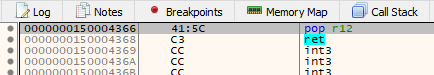 Log Notes Breakpoints Memory Map Call Stack
0000000150004366 41:5C pop r12
0000000150004368 C3 ret
0000000150004369 CC int3
000000015000436A CC int3
000000015000436B CC int3